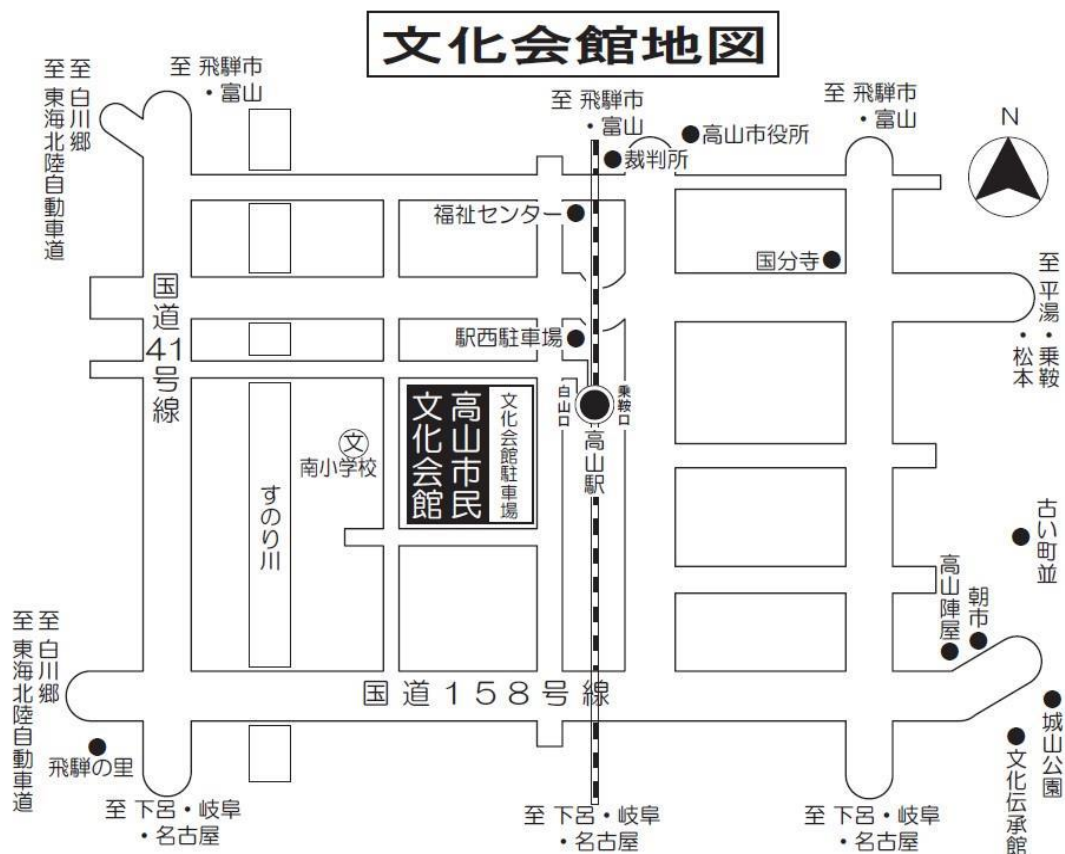 文化会館地図
至 白川郷
至 東海北陸自動車道
至 飛騨市
・富山
至 飛騨市
・富山
至 飛騨市
・富山
N
高山市役所
裁判所
福祉センター
国分寺
至 平湯・乗鞍
・松本
国道41号線
駅西駐車場
白山口
乗鞍口
高山駅
高山市民
文化会館
文化会館駐車場
文
南小学校
すのり川
古い町並
朝市
高山陣屋
至 白川郷
至 東海北陸自動車道
国道158号線
城山公園
文化伝承館
飛騨の里
至 下呂・岐阜
・名古屋
至 下呂・岐阜
・名古屋
至 下呂・岐阜
・名古屋